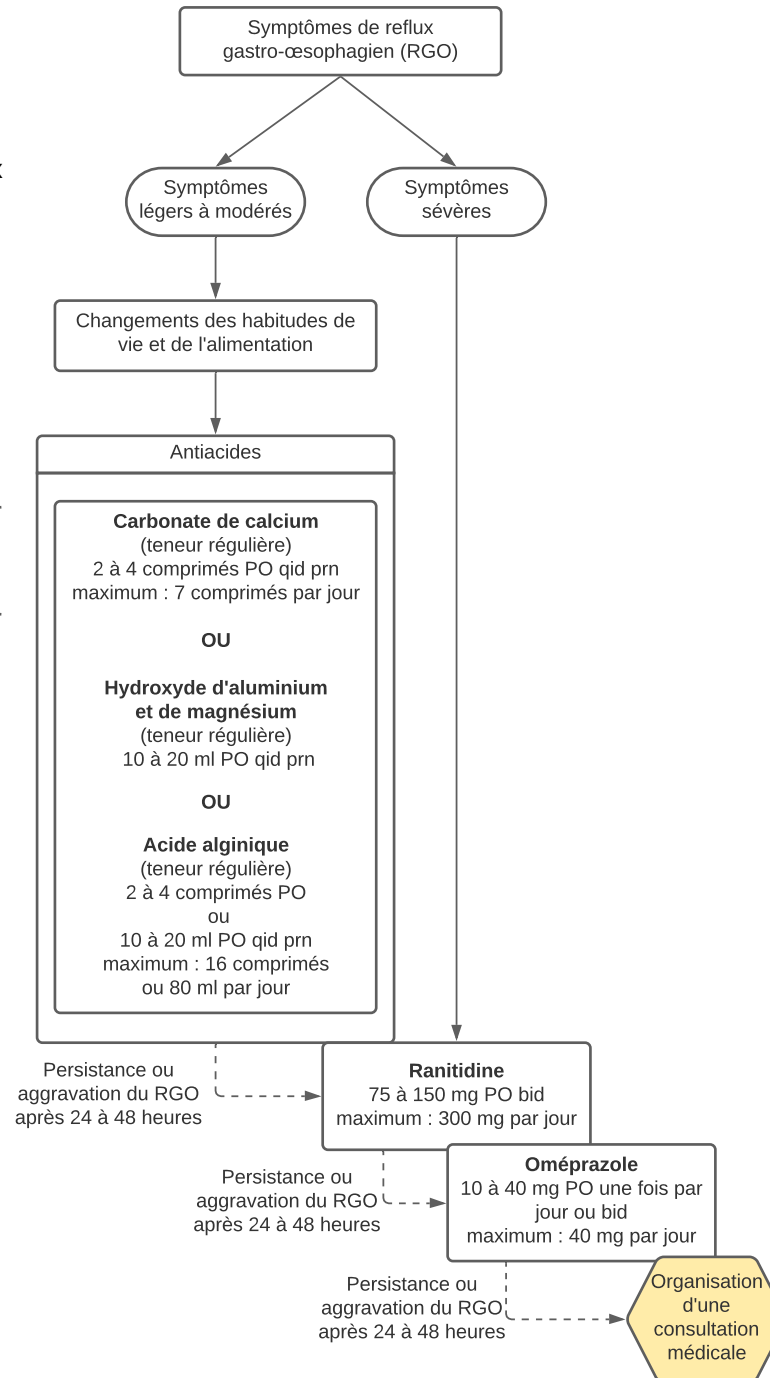 Symptômes de reflux
gastro-œsophagien (RGO)
Symptômes
légers à modérés
Symptômes
sévères
Changements des habitudes de
vie et de l'alimentation
Antiacides
Carbonate de calcium
(teneur régulière)
2 à 4 comprimés PO qid prn
maximum : 7 comprimés par jour
OU
Hydroxyde d'aluminium
et de magnésium
(teneur régulière)
10 à 20 ml PO qid prn
OU
Acide alginique
(teneur régulière)
2 à 4 comprimés PO
ou
10 à 20 ml PO qid prn
maximum : 16 comprimés
ou 80 ml par jour
Persistance ou
aggravation du RGO
après 24 à 48 heures
Ranitidine
75 à 150 mg PO bid
maximum : 300 mg par jour
Persistance ou
aggravation du RGO
après 24 à 48 heures
Oméprazole
10 à 40 mg PO une fois par
jour ou bid
maximum : 40 mg par jour
Persistance ou
aggravation du RGO
après 24 à 48 heures
Organisation
d'une
consultation
médicale